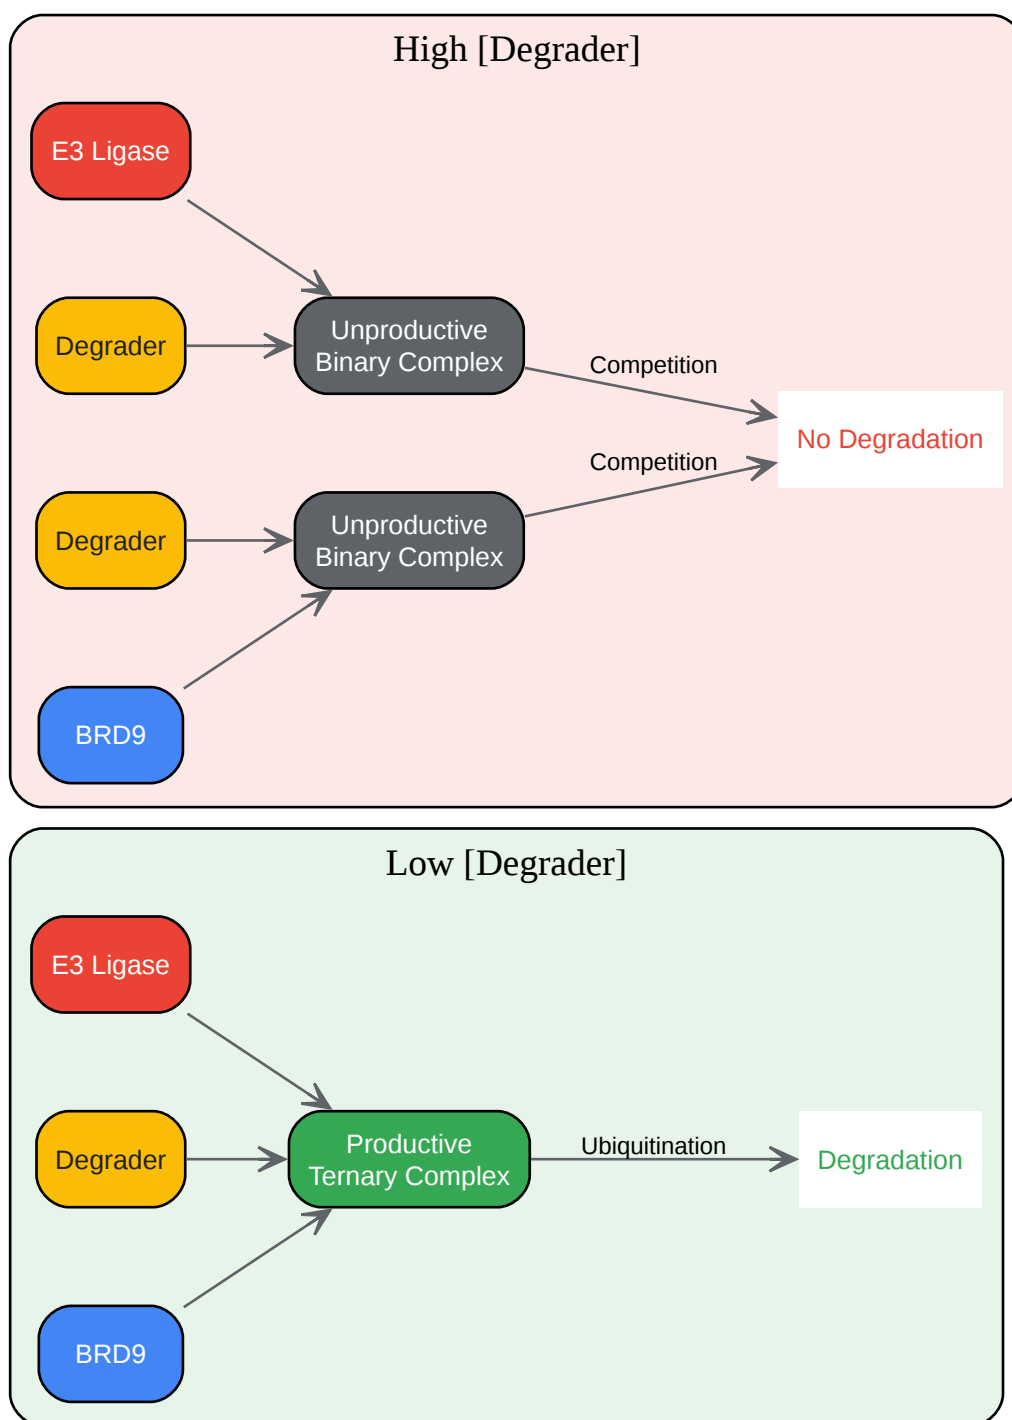 High [Degrader]
E3 Ligase
Degrader
Unproductive
Binary Complex
Competition
No Degradation
Competition
Degrader
Unproductive
Binary Complex
BRD9
Low [Degrader]
E3 Ligase
Degrader
Productive
Ternary Complex
Ubiquitination
Degradation
BRD9